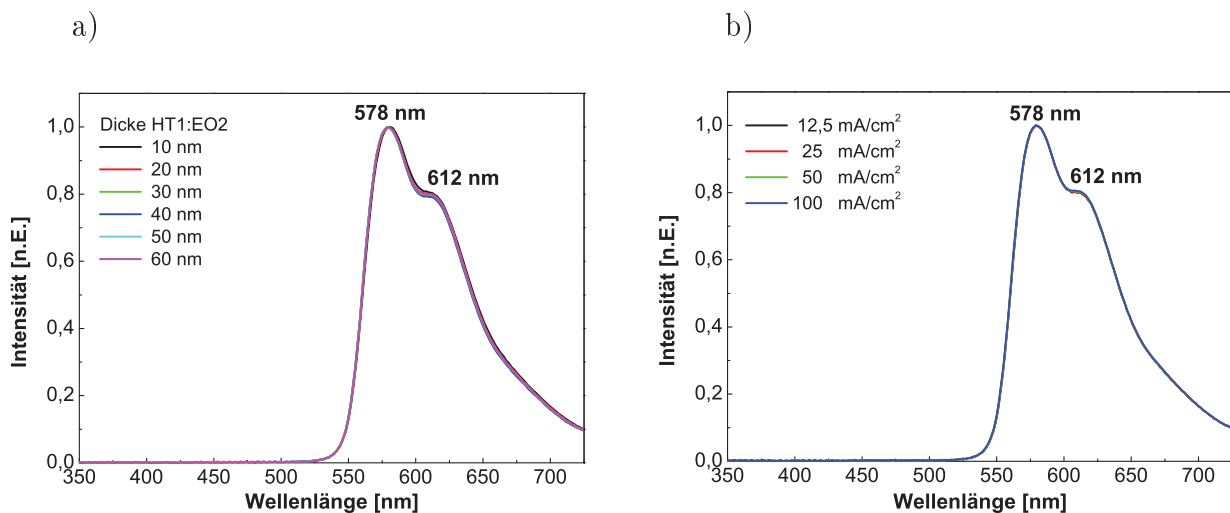 a)
578 nm
Dicke HT1:EO2
10 nm
20 nm
30 nm
40 nm
50 nm
60 nm
612 nm
1,0
0,8
0,6
0,4
0,2
0,0
Intensität [n.E.]
350 400 450 500 550 600 650 700
Wellenlänge [nm]
b)
578 nm
12,5 mA/cm²
25 mA/cm²
50 mA/cm²
100 mA/cm²
612 nm
1,0
0,8
0,6
0,4
0,2
0,0
Intensität [n.E.]
350 400 450 500 550 600 650 700
Wellenlänge [nm]